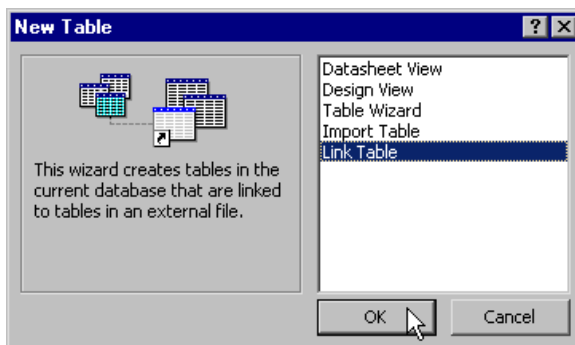 New Table
This wizard creates tables in the
current database that are linked
to tables in an external file.
Datasheet View
Design View
Table Wizard
Import Table
Link Table
OK
Cancel